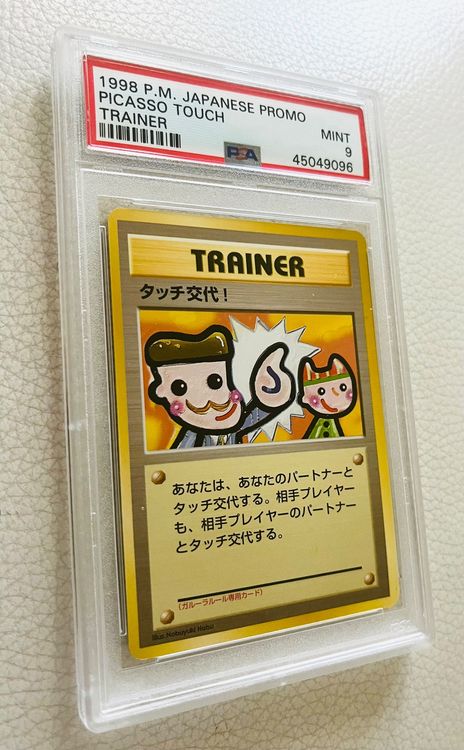 1998 P.M. JAPANESE PROMO
PICASSO TOUCH MINT
TRAINER 9
PSA 45049096
TRAINER
タッチ交代!
あなたは、あなたのパートナーと
タッチ交代する。相手プレイヤー
も、相手プレイヤーのパートナー
とタッチ交代する。
(ガルーラルール専用カード)
Illus. Nobuyuki Habu